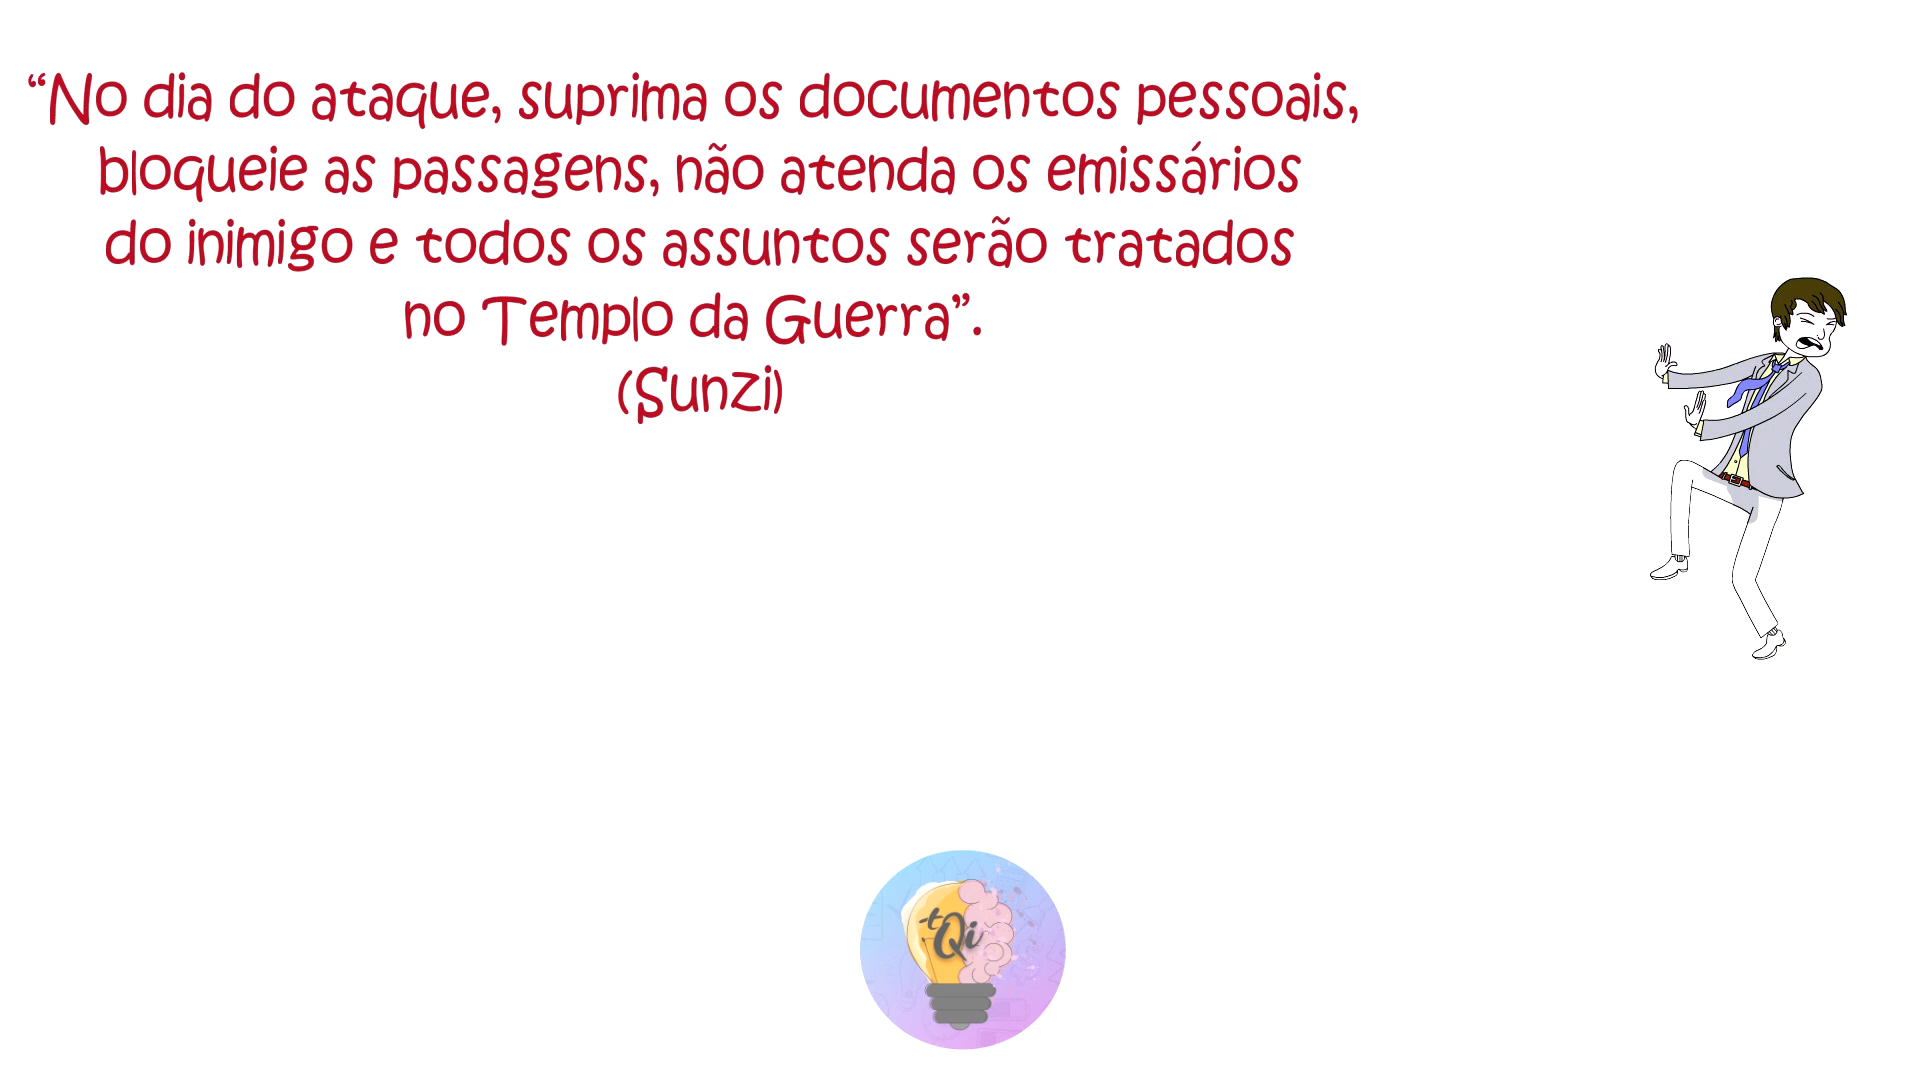 “No dia do ataque, suprima os documentos pessoais,
bloqueie as passagens, não atenda os emissários
do inimigo e todos os assuntos serão tratados
no Templo da Guerra”.
(Sunzi)
+Qi